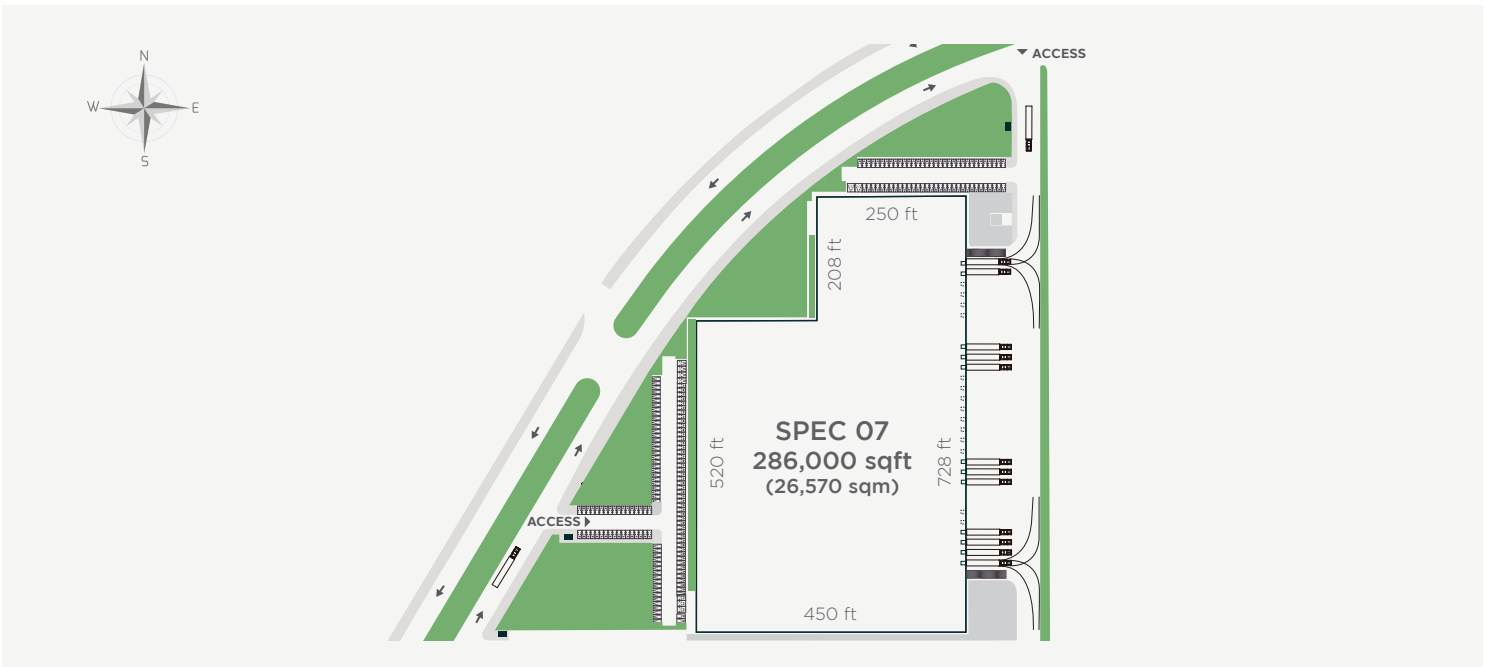 N
W E
S
ACCESS
250 ft
208 ft
SPEC 07
286,000 sqft
(26,570 sqm)
520 ft
728 ft
ACCESS
450 ft